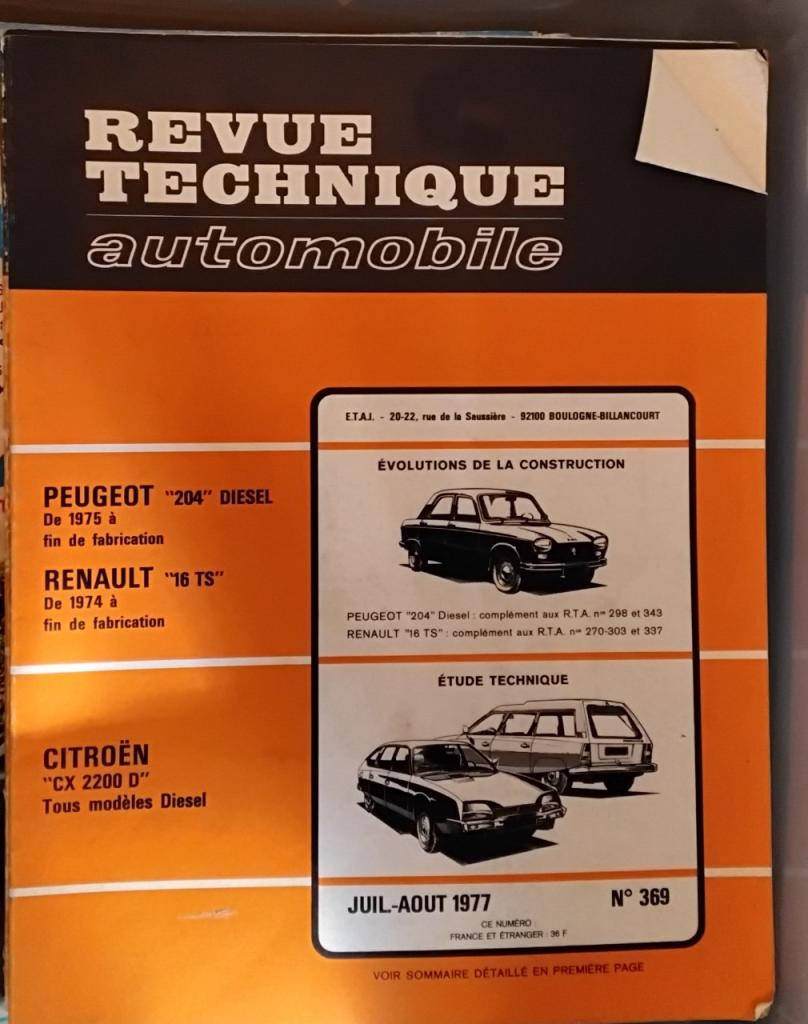 REVUE
TECHNIQUE
automobile
E.T.A.I. - 20-22, rue de la Saussière - 92100 BOULOGNE-BILLANCOURT
PEUGEOT "204" DIESEL
De 1975 à
fin de fabrication
RENAULT "16 TS"
De 1974 à
fin de fabrication
ÉVOLUTIONS DE LA CONSTRUCTION
PEUGEOT "204" Diesel : complément aux R.T.A. nos 298 et 343
RENAULT "16 TS" : complément aux R.T.A. nos 270-303 et 337
CITROËN
"CX 2200 D"
Tous modèles Diesel
ÉTUDE TECHNIQUE
JUIL.-AOUT 1977 N° 369
CE NUMÉRO :
FRANCE ET ÉTRANGER : 36 F
VOIR SOMMAIRE DÉTAILLÉ EN PREMIÈRE PAGE